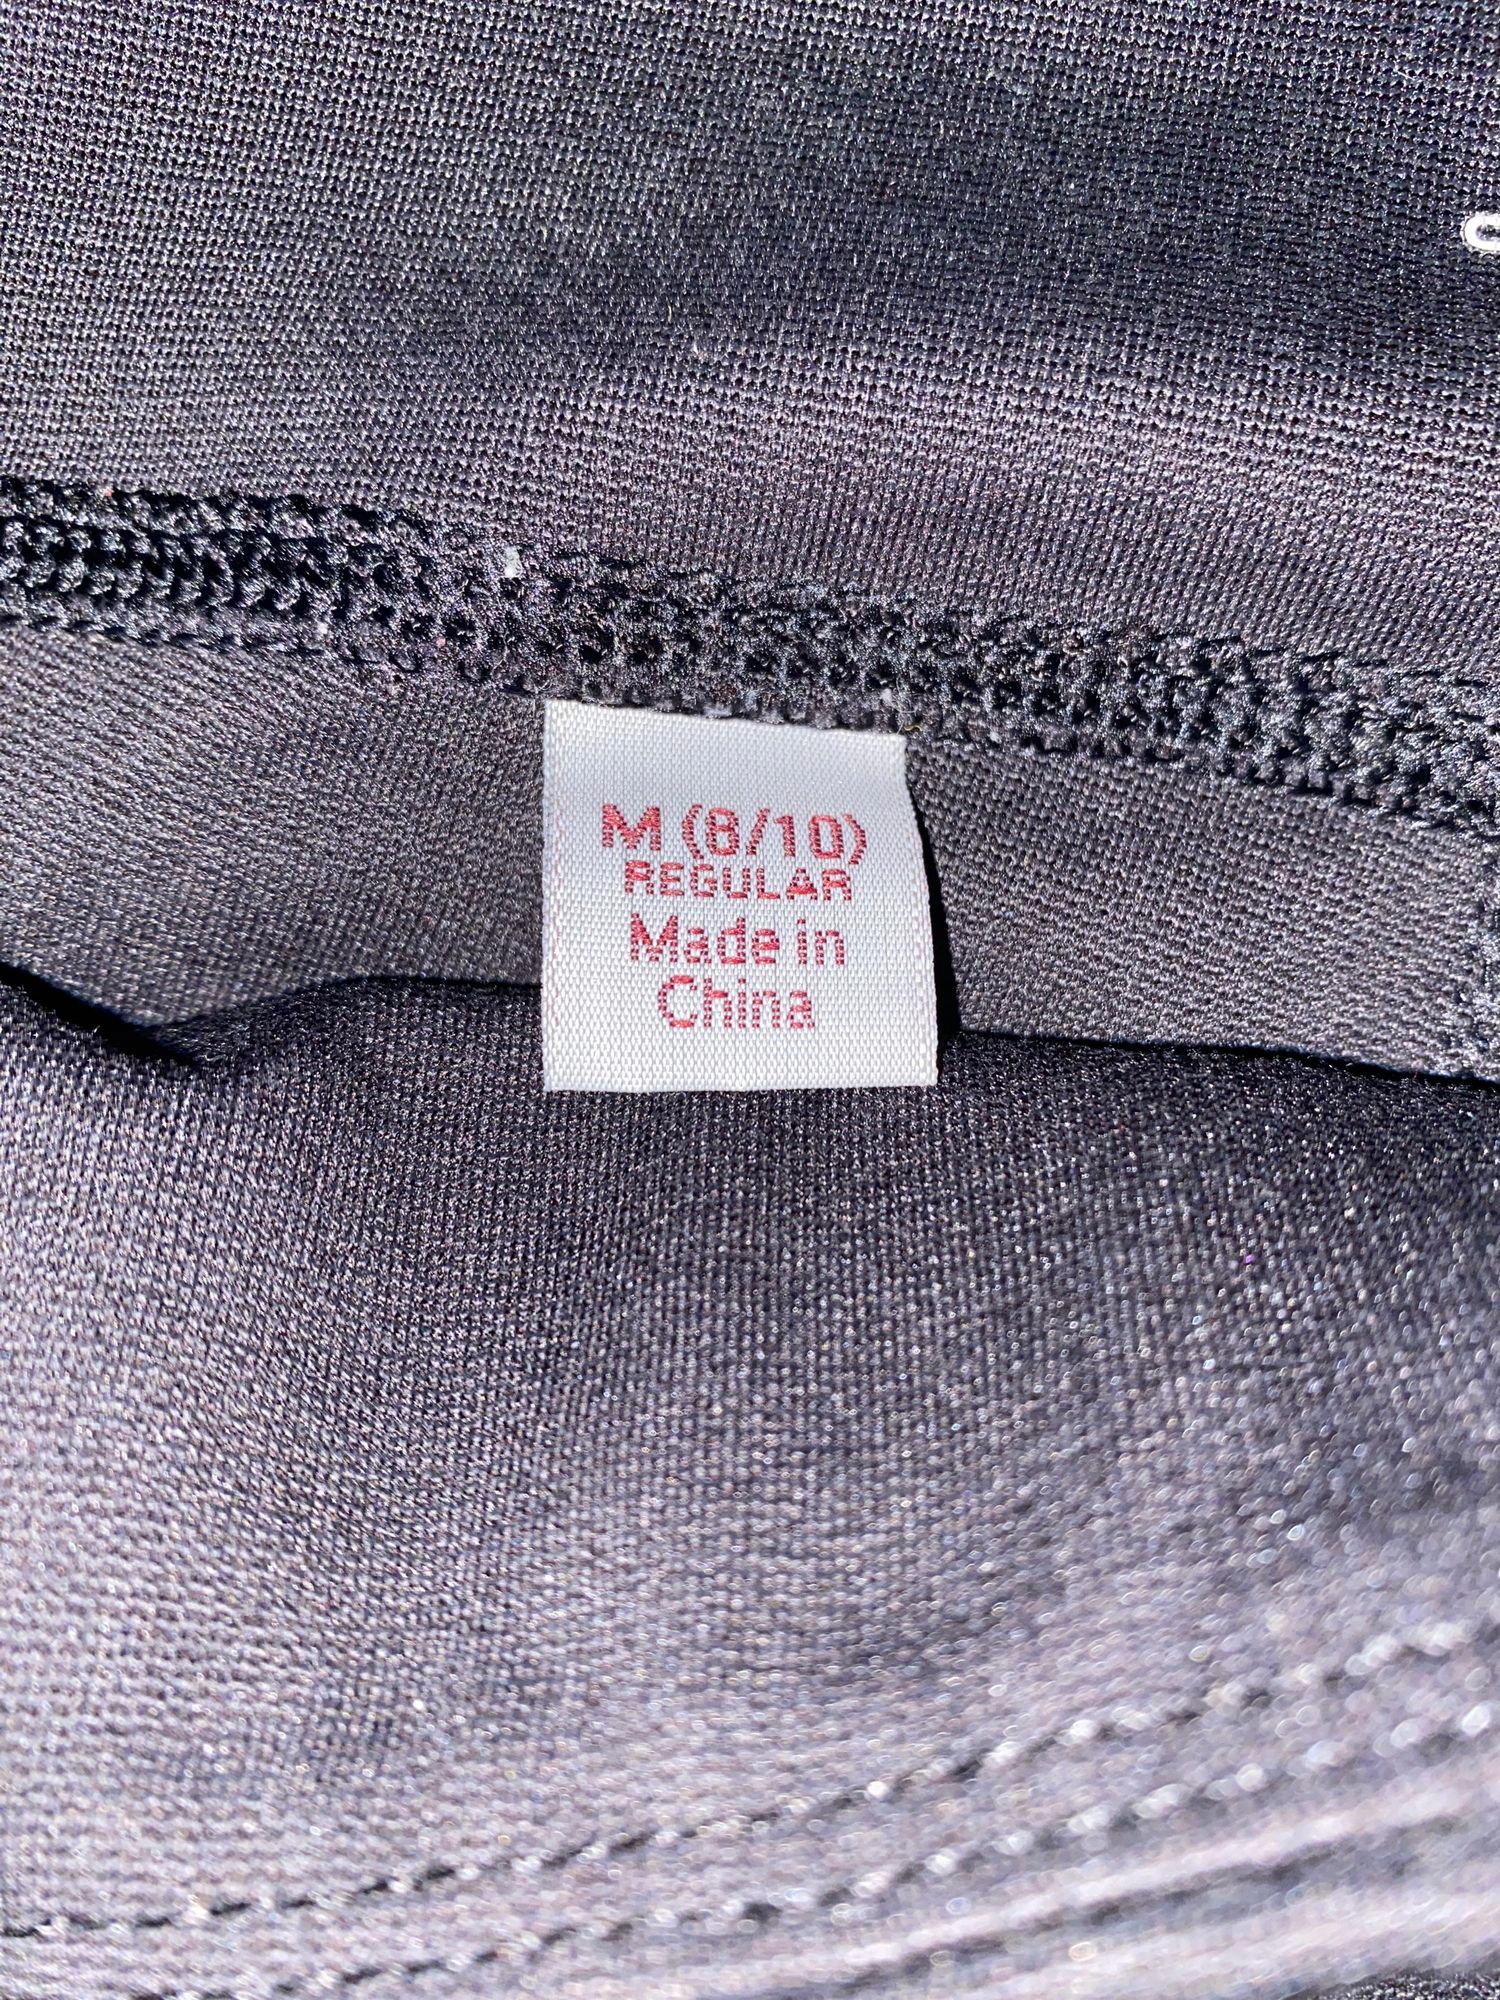 M (8/10)
REGULAR
Made in
China